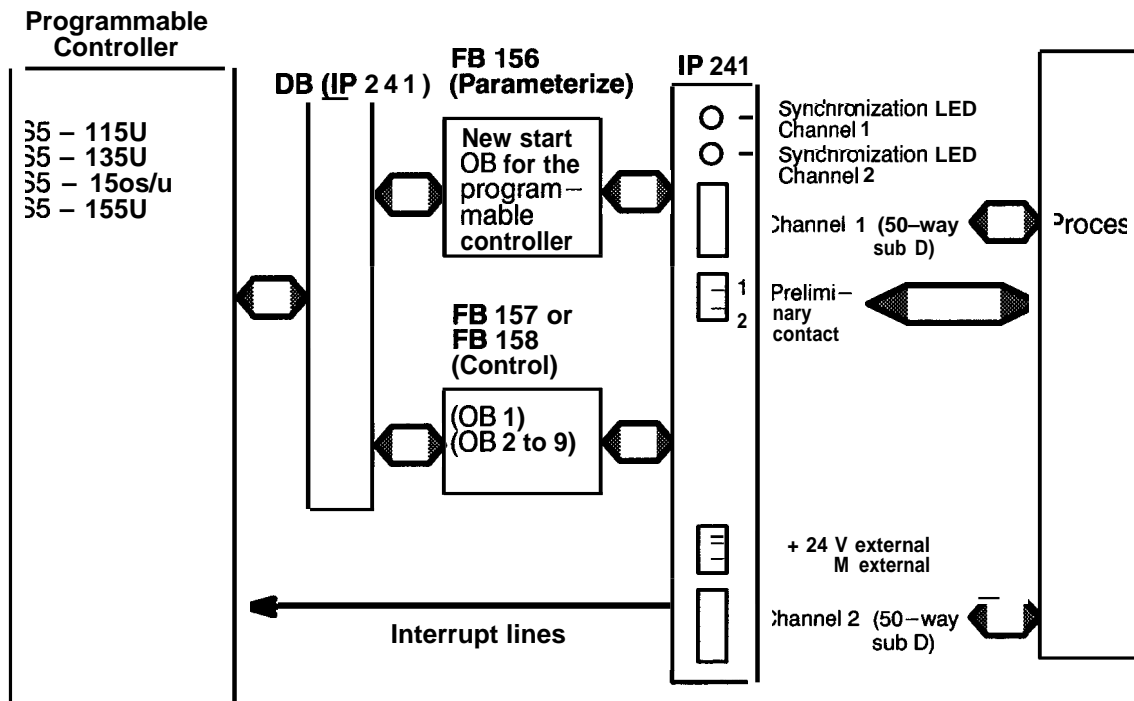 Programmable
Controller
S5 – 115U
S5 – 135U
S5 – 15os/u
S5 – 155U
DB (IP 241)
FB 156
(Parameterize)
New start
OB for the
program–
mable
controller
FB 157 or
FB 158
(Control)
(OB 1)
(OB 2 to 9)
Interrupt lines
IP 241
Synchronization LED
Channel 1
Synchronization LED
Channel 2
Channel 1 (50–way
sub D)
1
2
Prelimi–
nary
contact
+ 24 V external
M external
Channel 2 (50–way
sub D)
Proces